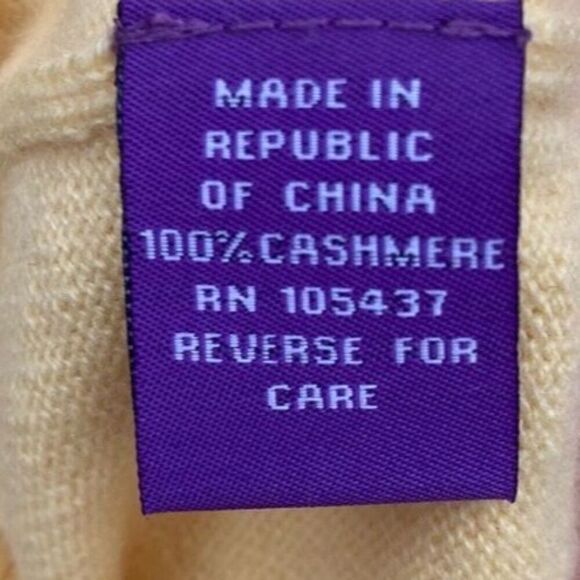 MADE IN
REPUBLIC
OF CHINA
100% CASHMERE
RN 105437
REVERSE FOR
CARE